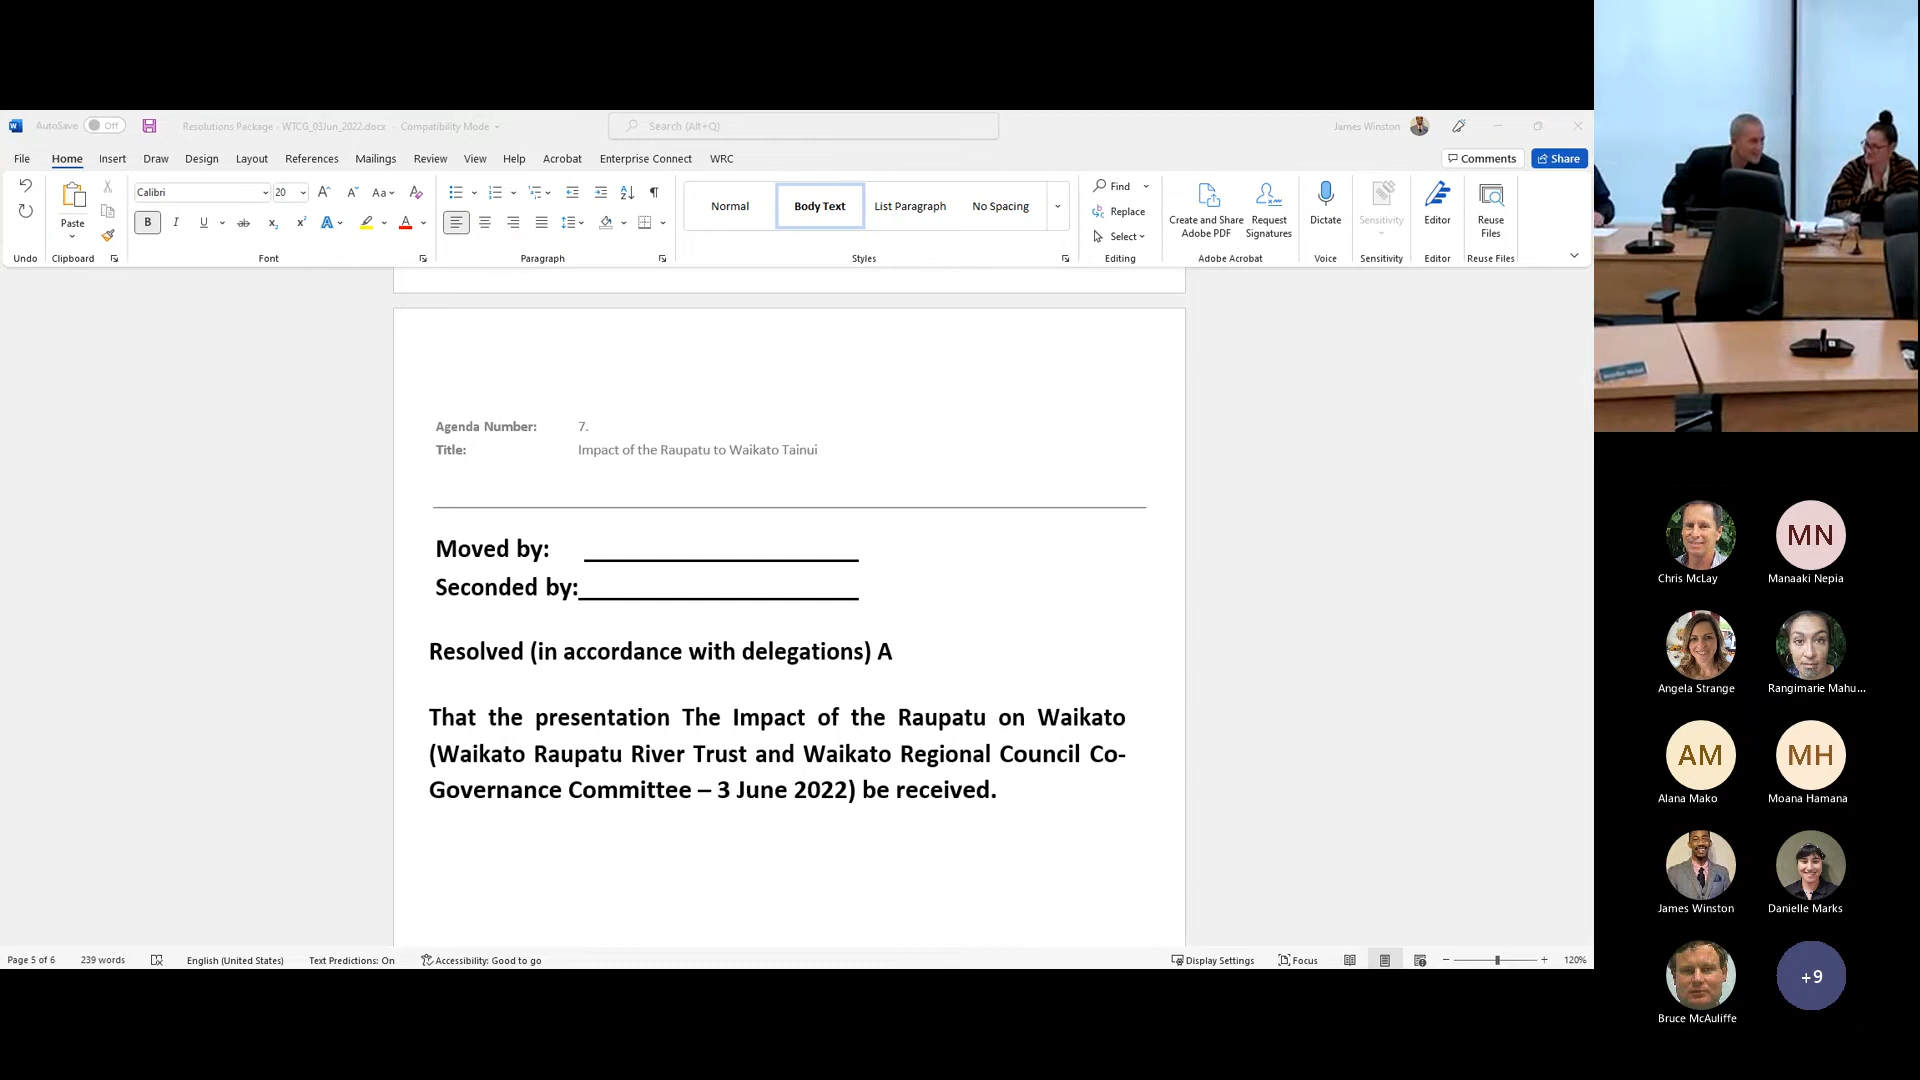 AutoSave Off Resolutions Package - WTCG_03Jun_2022.docx - Compatibility Mode Search (Alt+Q) James Winston
File Home Insert Draw Design Layout References Mailings Review View Help Acrobat Enterprise Connect WRC Comments Share
Calibri 20 Aa
Paste
B I U ab x₂ x² A A
Normal Body Text List Paragraph No Spacing
Find
Replace
Select
Create and Share
Adobe PDF
Request
Signatures
Dictate
Sensitivity
Editor
Reuse
Files
Undo Clipboard Font Paragraph Styles Editing Adobe Acrobat Voice Sensitivity Editor Reuse Files
Agenda Number: 7.
Title: Impact of the Raupatu to Waikato Tainui
Moved by:
Seconded by:
Resolved (in accordance with delegations) A
That the presentation The Impact of the Raupatu on Waikato
(Waikato Raupatu River Trust and Waikato Regional Council Co-
Governance Committee – 3 June 2022) be received.
Page 5 of 6 239 words English (United States) Text Predictions: On Accessibility: Good to go Display Settings Focus 120%
MN
Chris McLay Manaaki Nepia
Angela Strange Rangimarie Mahu...
AM MH
Alana Mako Moana Hamana
James Winston Danielle Marks
+9
Bruce McAuliffe